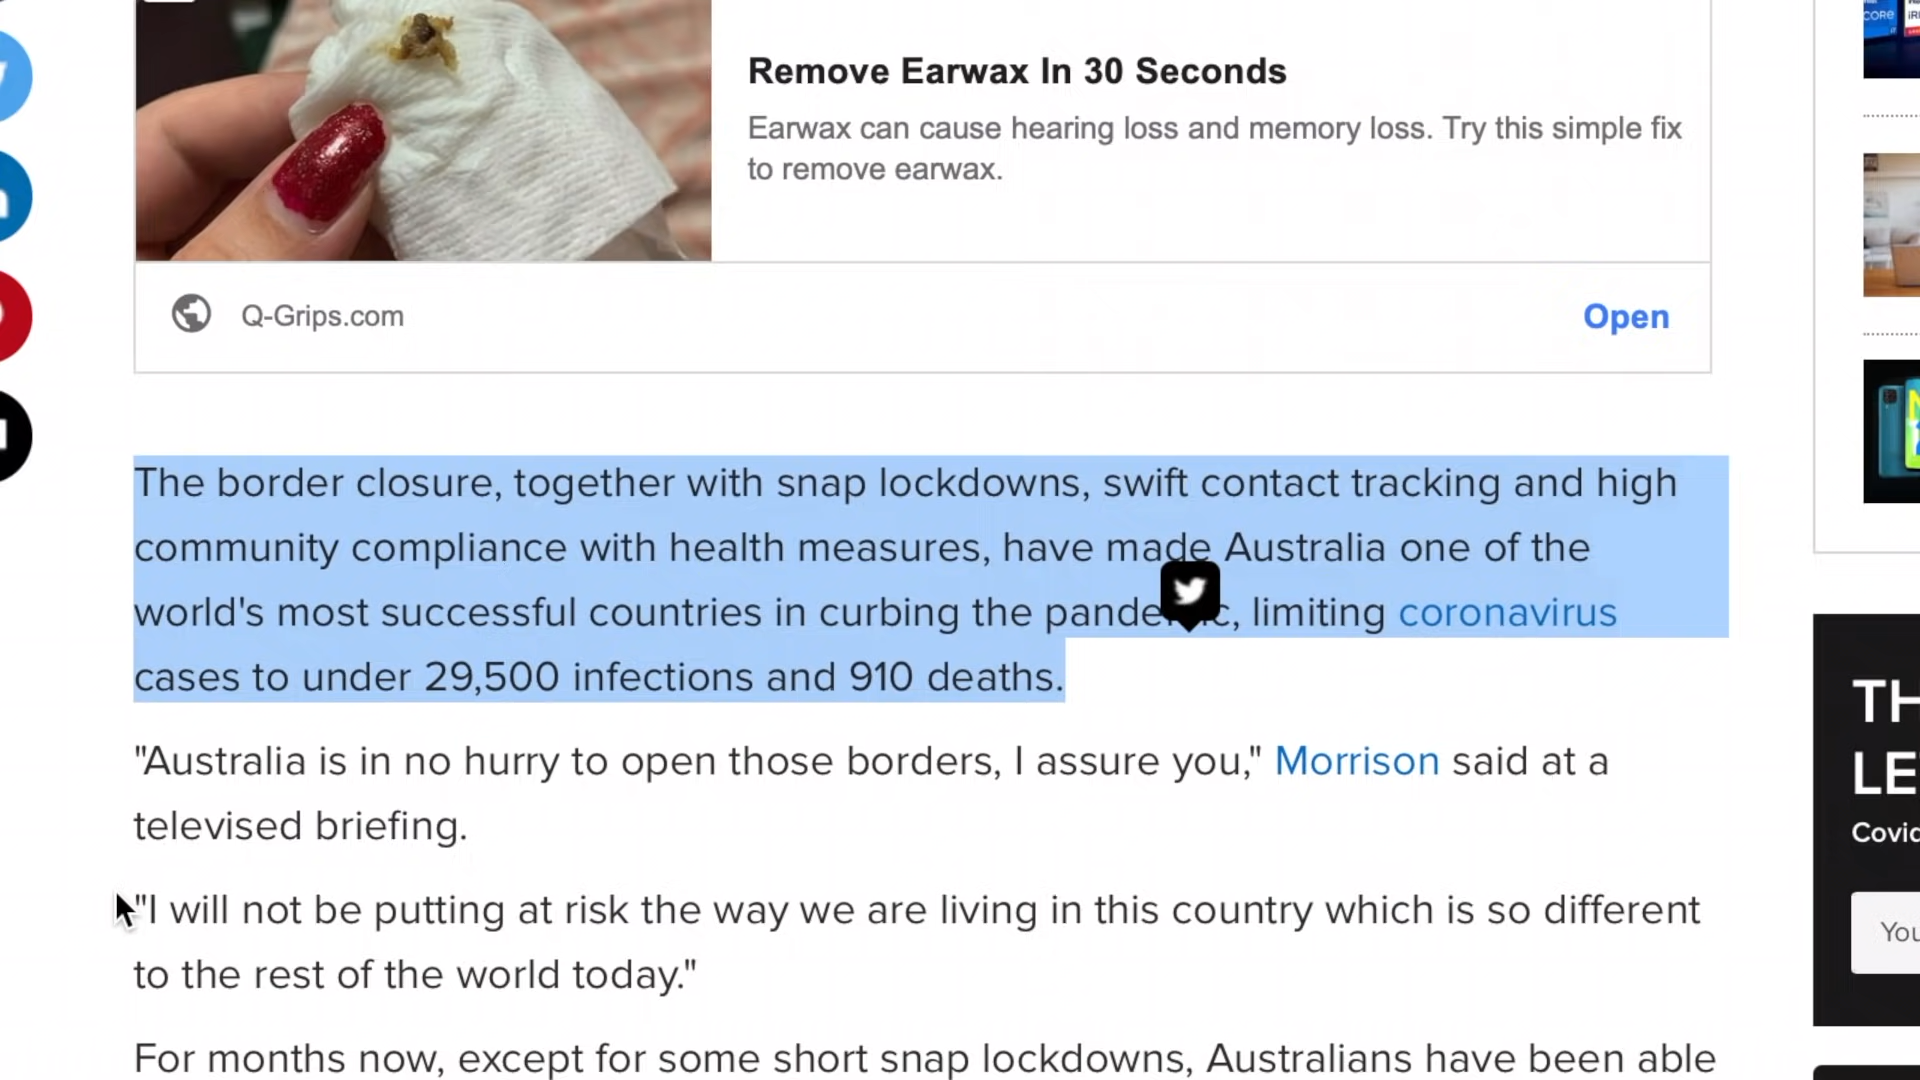 CORE
Remove Earwax In 30 Seconds
Earwax can cause hearing loss and memory loss. Try this simple fix
to remove earwax.
Q-Grips.com
Open
The border closure, together with snap lockdowns, swift contact tracking and high
community compliance with health measures, have made Australia one of the
world's most successful countries in curbing the pandemic, limiting coronavirus
cases to under 29,500 infections and 910 deaths.
"Australia is in no hurry to open those borders, I assure you," Morrison said at a
televised briefing.
"I will not be putting at risk the way we are living in this country which is so different
to the rest of the world today."
For months now, except for some short snap lockdowns, Australians have been able
TH
LE
Covid
You